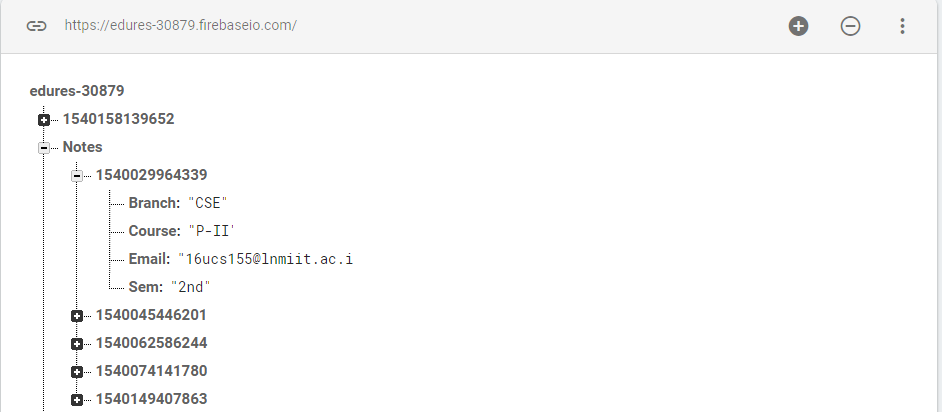 https://edures-30879.firebaseio.com/
edures-30879
1540158139652
Notes
1540029964339
Branch: "CSE"
Course: "P-II'
Email: "16ucs155@lnmiit.ac.i
Sem: "2nd"
1540045446201
1540062586244
1540074141780
1540149407863